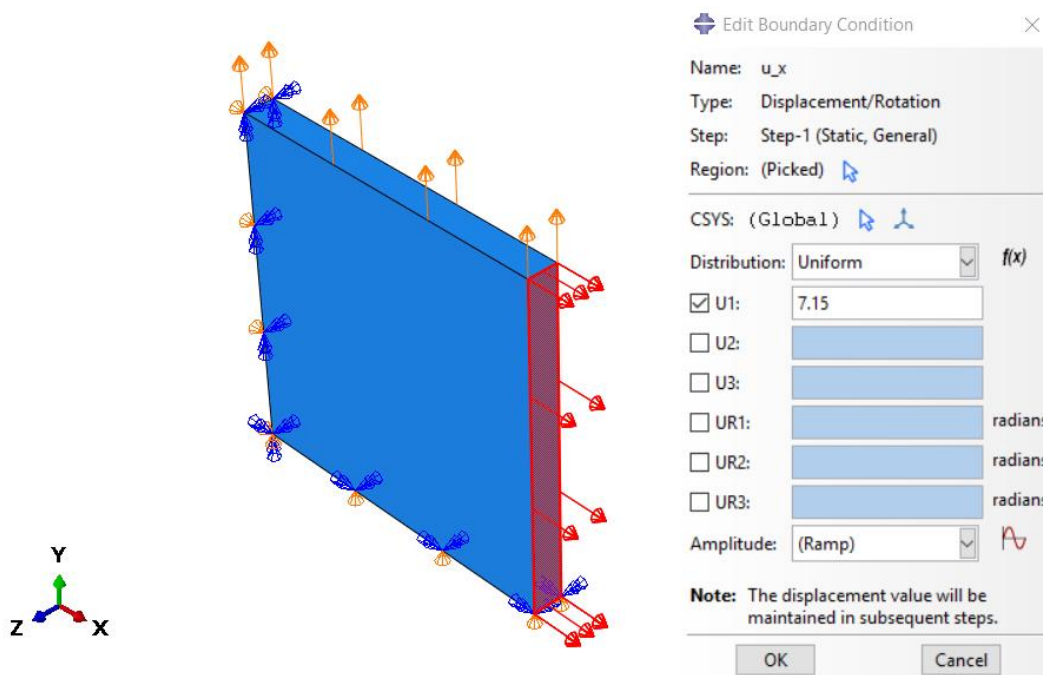 Edit Boundary Condition
Name: u_x
Type: Displacement/Rotation
Step: Step-1 (Static, General)
Region: (Picked)
CSYS: (Global)
Distribution: Uniform f(x)
U1: 7.15
U2:
U3:
UR1: radians
UR2: radians
UR3: radians
Amplitude: (Ramp)
Note: The displacement value will be
maintained in subsequent steps.
OK Cancel
Y
Z X